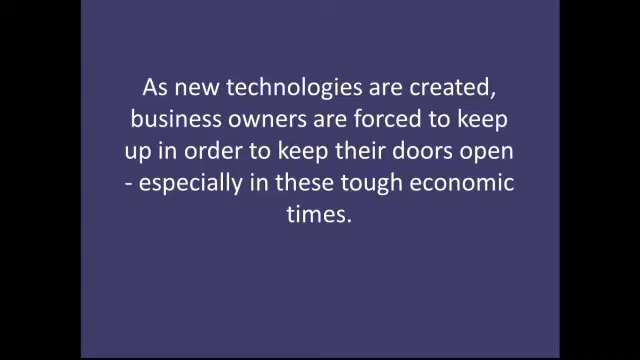 As new technologies are created,
business owners are forced to keep
up in order to keep their doors open
- especially in these tough economic
times.